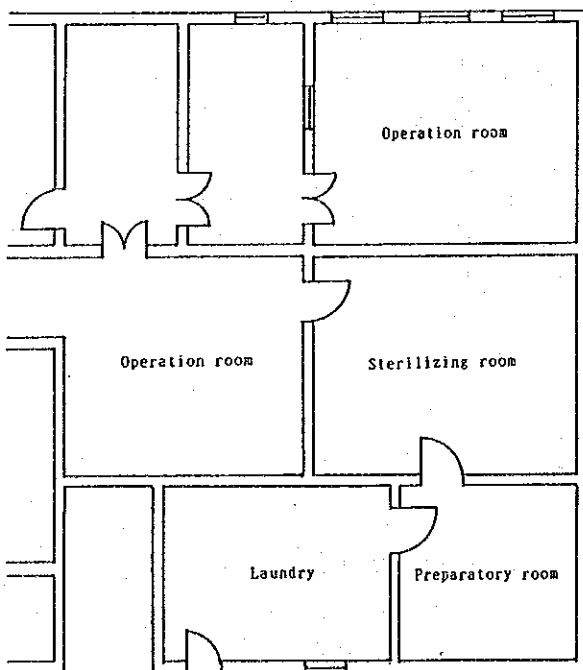 Operation room
Operation room
Sterilizing room
Laundry
Preparatory room